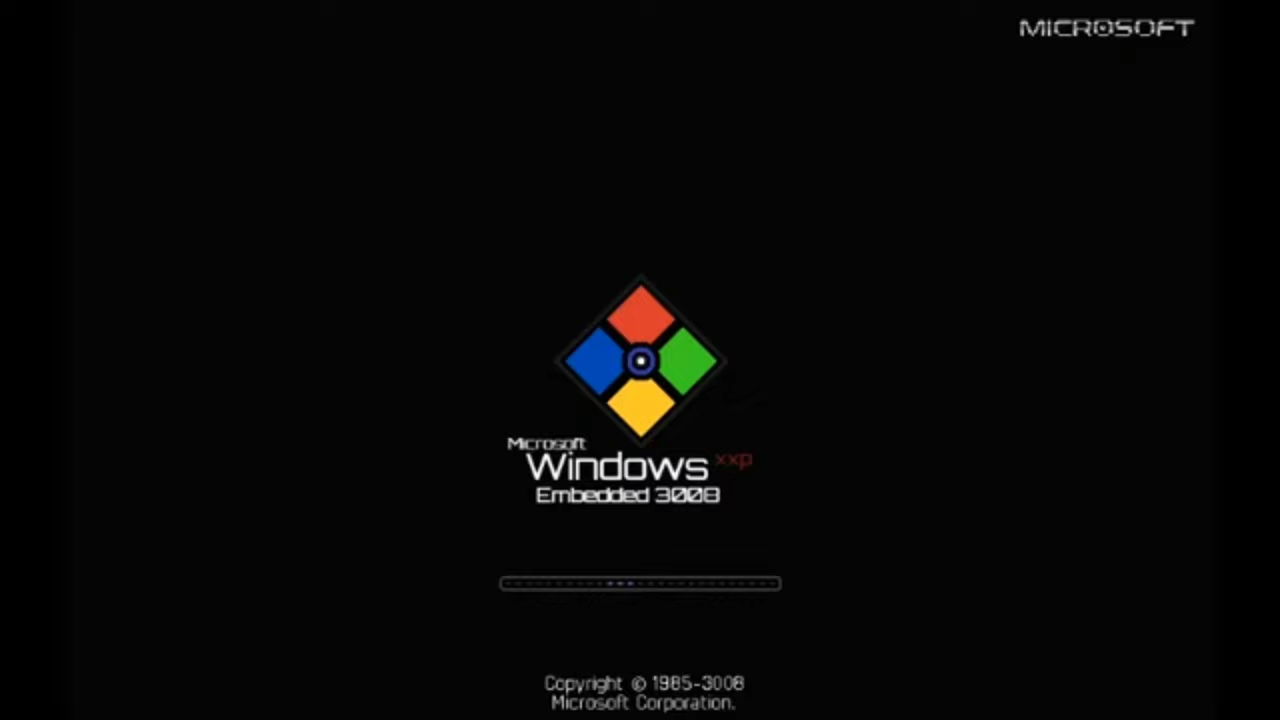 MICROSOFT
Microsoft
Windows xxp
Embedded 3008
Copyright © 1985-3008
Microsoft Corporation.